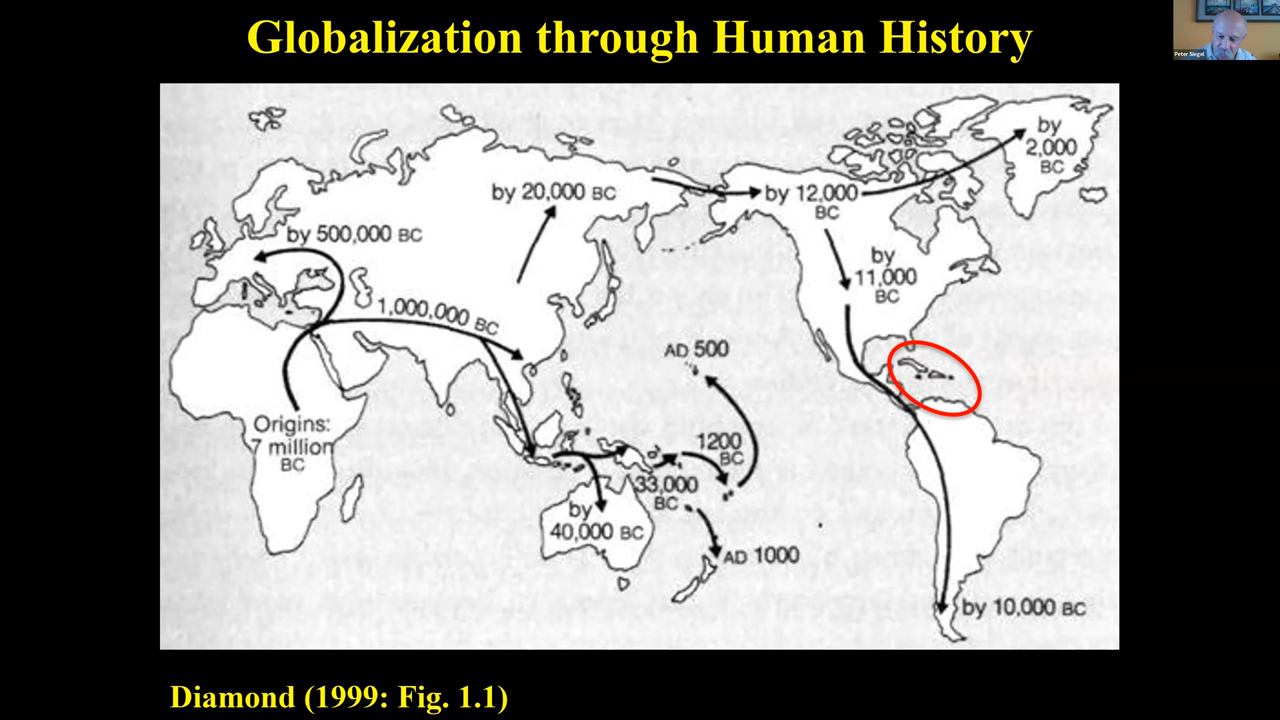 Globalization through Human History
Peter Siegel
by
2,000
BC
by 20,000 BC
by 12,000
BC
by 500,000 BC
by
11,000
BC
1,000,000 BC
AD 500
Origins:
7 million
BC
1200
BC
33,000
BC
by
40,000 BC
AD 1000
by 10,000 BC
Diamond (1999: Fig. 1.1)